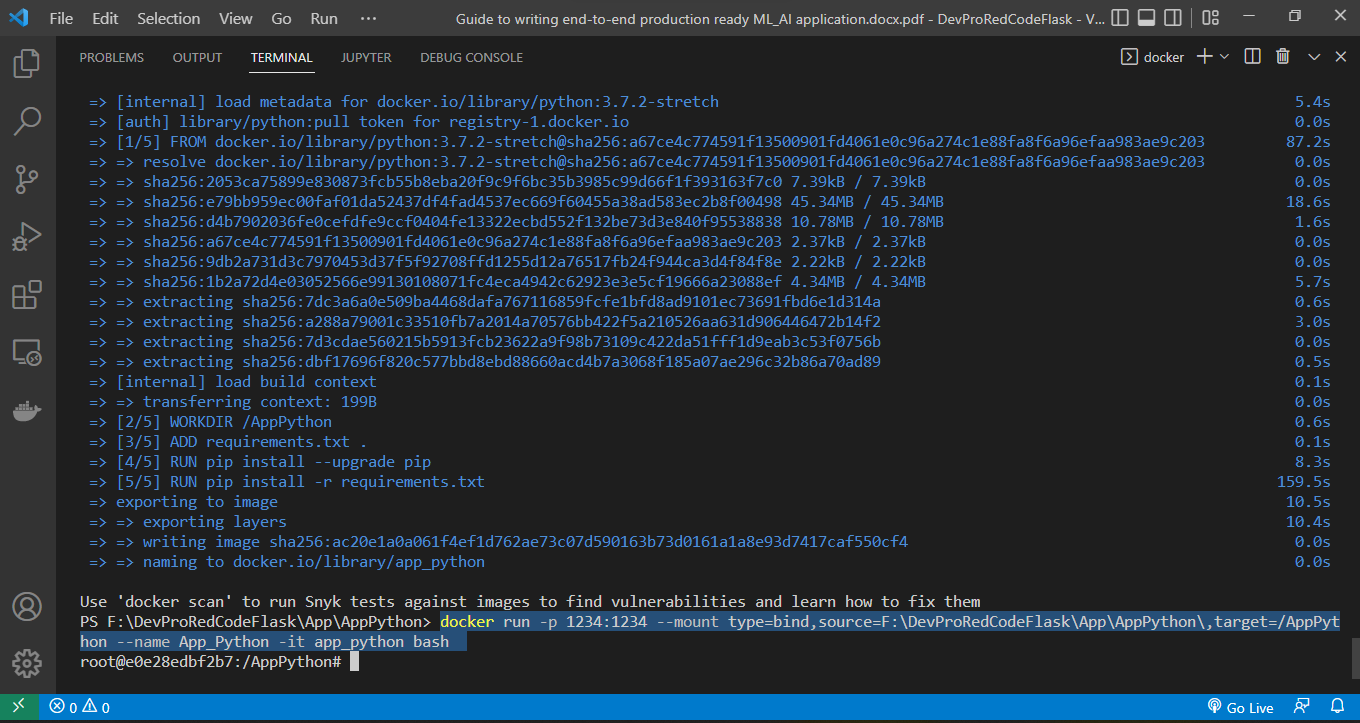 File Edit Selection View Go Run ··· Guide to writing end-to-end production ready ML_AI application.docx.pdf - DevProRedCodeFlask - V...
PROBLEMS OUTPUT TERMINAL JUPYTER DEBUG CONSOLE docker
=> [internal] load metadata for docker.io/library/python:3.7.2-stretch 5.4s
=> [auth] library/python:pull token for registry-1.docker.io 0.0s
=> [1/5] FROM docker.io/library/python:3.7.2-stretch@sha256:a67ce4c774591f13500901fd4061e0c96a274c1e88fa8f6a96efaa983ae9c203 87.2s
=> => resolve docker.io/library/python:3.7.2-stretch@sha256:a67ce4c774591f13500901fd4061e0c96a274c1e88fa8f6a96efaa983ae9c203 0.0s
=> => sha256:2053ca75899e830873fcb55b8eba20f9c9f6bc35b3985c99d66f1f393163f7c0 7.39kB / 7.39kB 0.0s
=> => sha256:e79bb959ec00faf01da52437df4fad4537ec669f60455a38ad583ec2b8f00498 45.34MB / 45.34MB 18.6s
=> => sha256:d4b7902036fe0cefdfe9ccf0404fe13322ecbd552f132be73d3e840f95538838 10.78MB / 10.78MB 1.6s
=> => sha256:a67ce4c774591f13500901fd4061e0c96a274c1e88fa8f6a96efaa983ae9c203 2.37kB / 2.37kB 0.0s
=> => sha256:9db2a731d3c7970453d37f5f92708ffd1255d12a76517fb24f944ca3d4f84f8e 2.22kB / 2.22kB 0.0s
=> => sha256:1b2a72d4e03052566e99130108071fc4eca4942c62923e3e5cf19666a23088ef 4.34MB / 4.34MB 5.7s
=> => extracting sha256:7dc3a6a0e509ba4468dafa767116859fcfe1bfd8ad9101ec73691fbd6e1d314a 0.6s
=> => extracting sha256:a288a79001c33510fb7a2014a70576bb422f5a210526aa631d906446472b14f2 3.0s
=> => extracting sha256:7d3cdae560215b5913fcb23622a9f98b73109c422da51fff1d9eab3c53f0756b 0.0s
=> => extracting sha256:dbf17696f820c577bbd8ebd88660acd4b7a3068f185a07ae296c32b86a70ad89 0.5s
=> [internal] load build context 0.1s
=> => transferring context: 199B 0.0s
=> [2/5] WORKDIR /AppPython 0.6s
=> [3/5] ADD requirements.txt . 0.1s
=> [4/5] RUN pip install --upgrade pip 8.3s
=> [5/5] RUN pip install -r requirements.txt 159.5s
=> exporting to image 10.5s
=> => exporting layers 10.4s
=> => writing image sha256:ac20e1a0a061f4ef1d762ae73c07d590163b73d0161a1a8e93d7417caf550cf4 0.0s
=> => naming to docker.io/library/app_python 0.0s
Use 'docker scan' to run Snyk tests against images to find vulnerabilities and learn how to fix them
PS F:\DevProRedCodeFlask\App\AppPython> docker run -p 1234:1234 --mount type=bind,source=F:\DevProRedCodeFlask\App\AppPython\,target=/AppPyt
hon --name App_Python -it app_python bash
root@e0e28edbf2b7:/AppPython#
0 0 Go Live